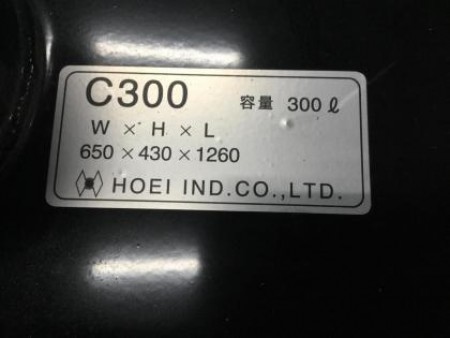 C300 容量 300ℓ
W × H × L
650 × 430 × 1260
HOEI IND.CO.,LTD.